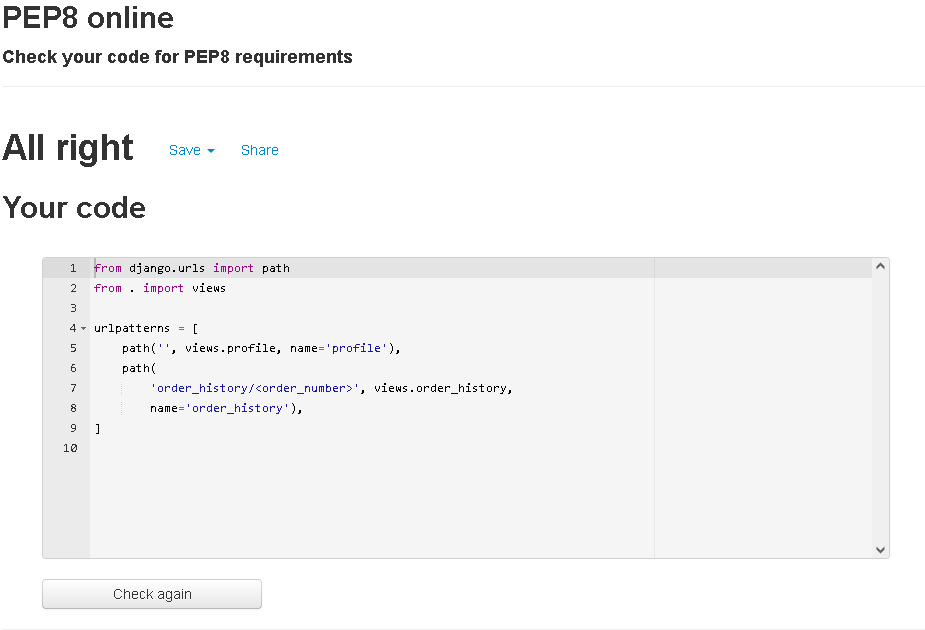 PEP8 online
Check your code for PEP8 requirements
All right Save Share
Your code
1 from django.urls import path
2 from . import views
3
4 urlpatterns = [
5     path('', views.profile, name='profile'),
6     path(
7         'order_history/<order_number>', views.order_history,
8         name='order_history'),
9 ]
10
Check again